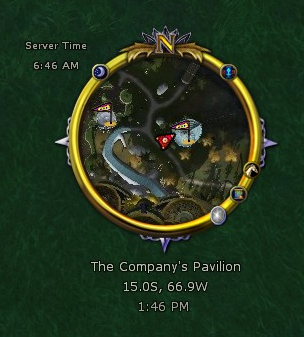 N
Server Time
6:46 AM
The Company's Pavilion
15.0S, 66.9W
1:46 PM